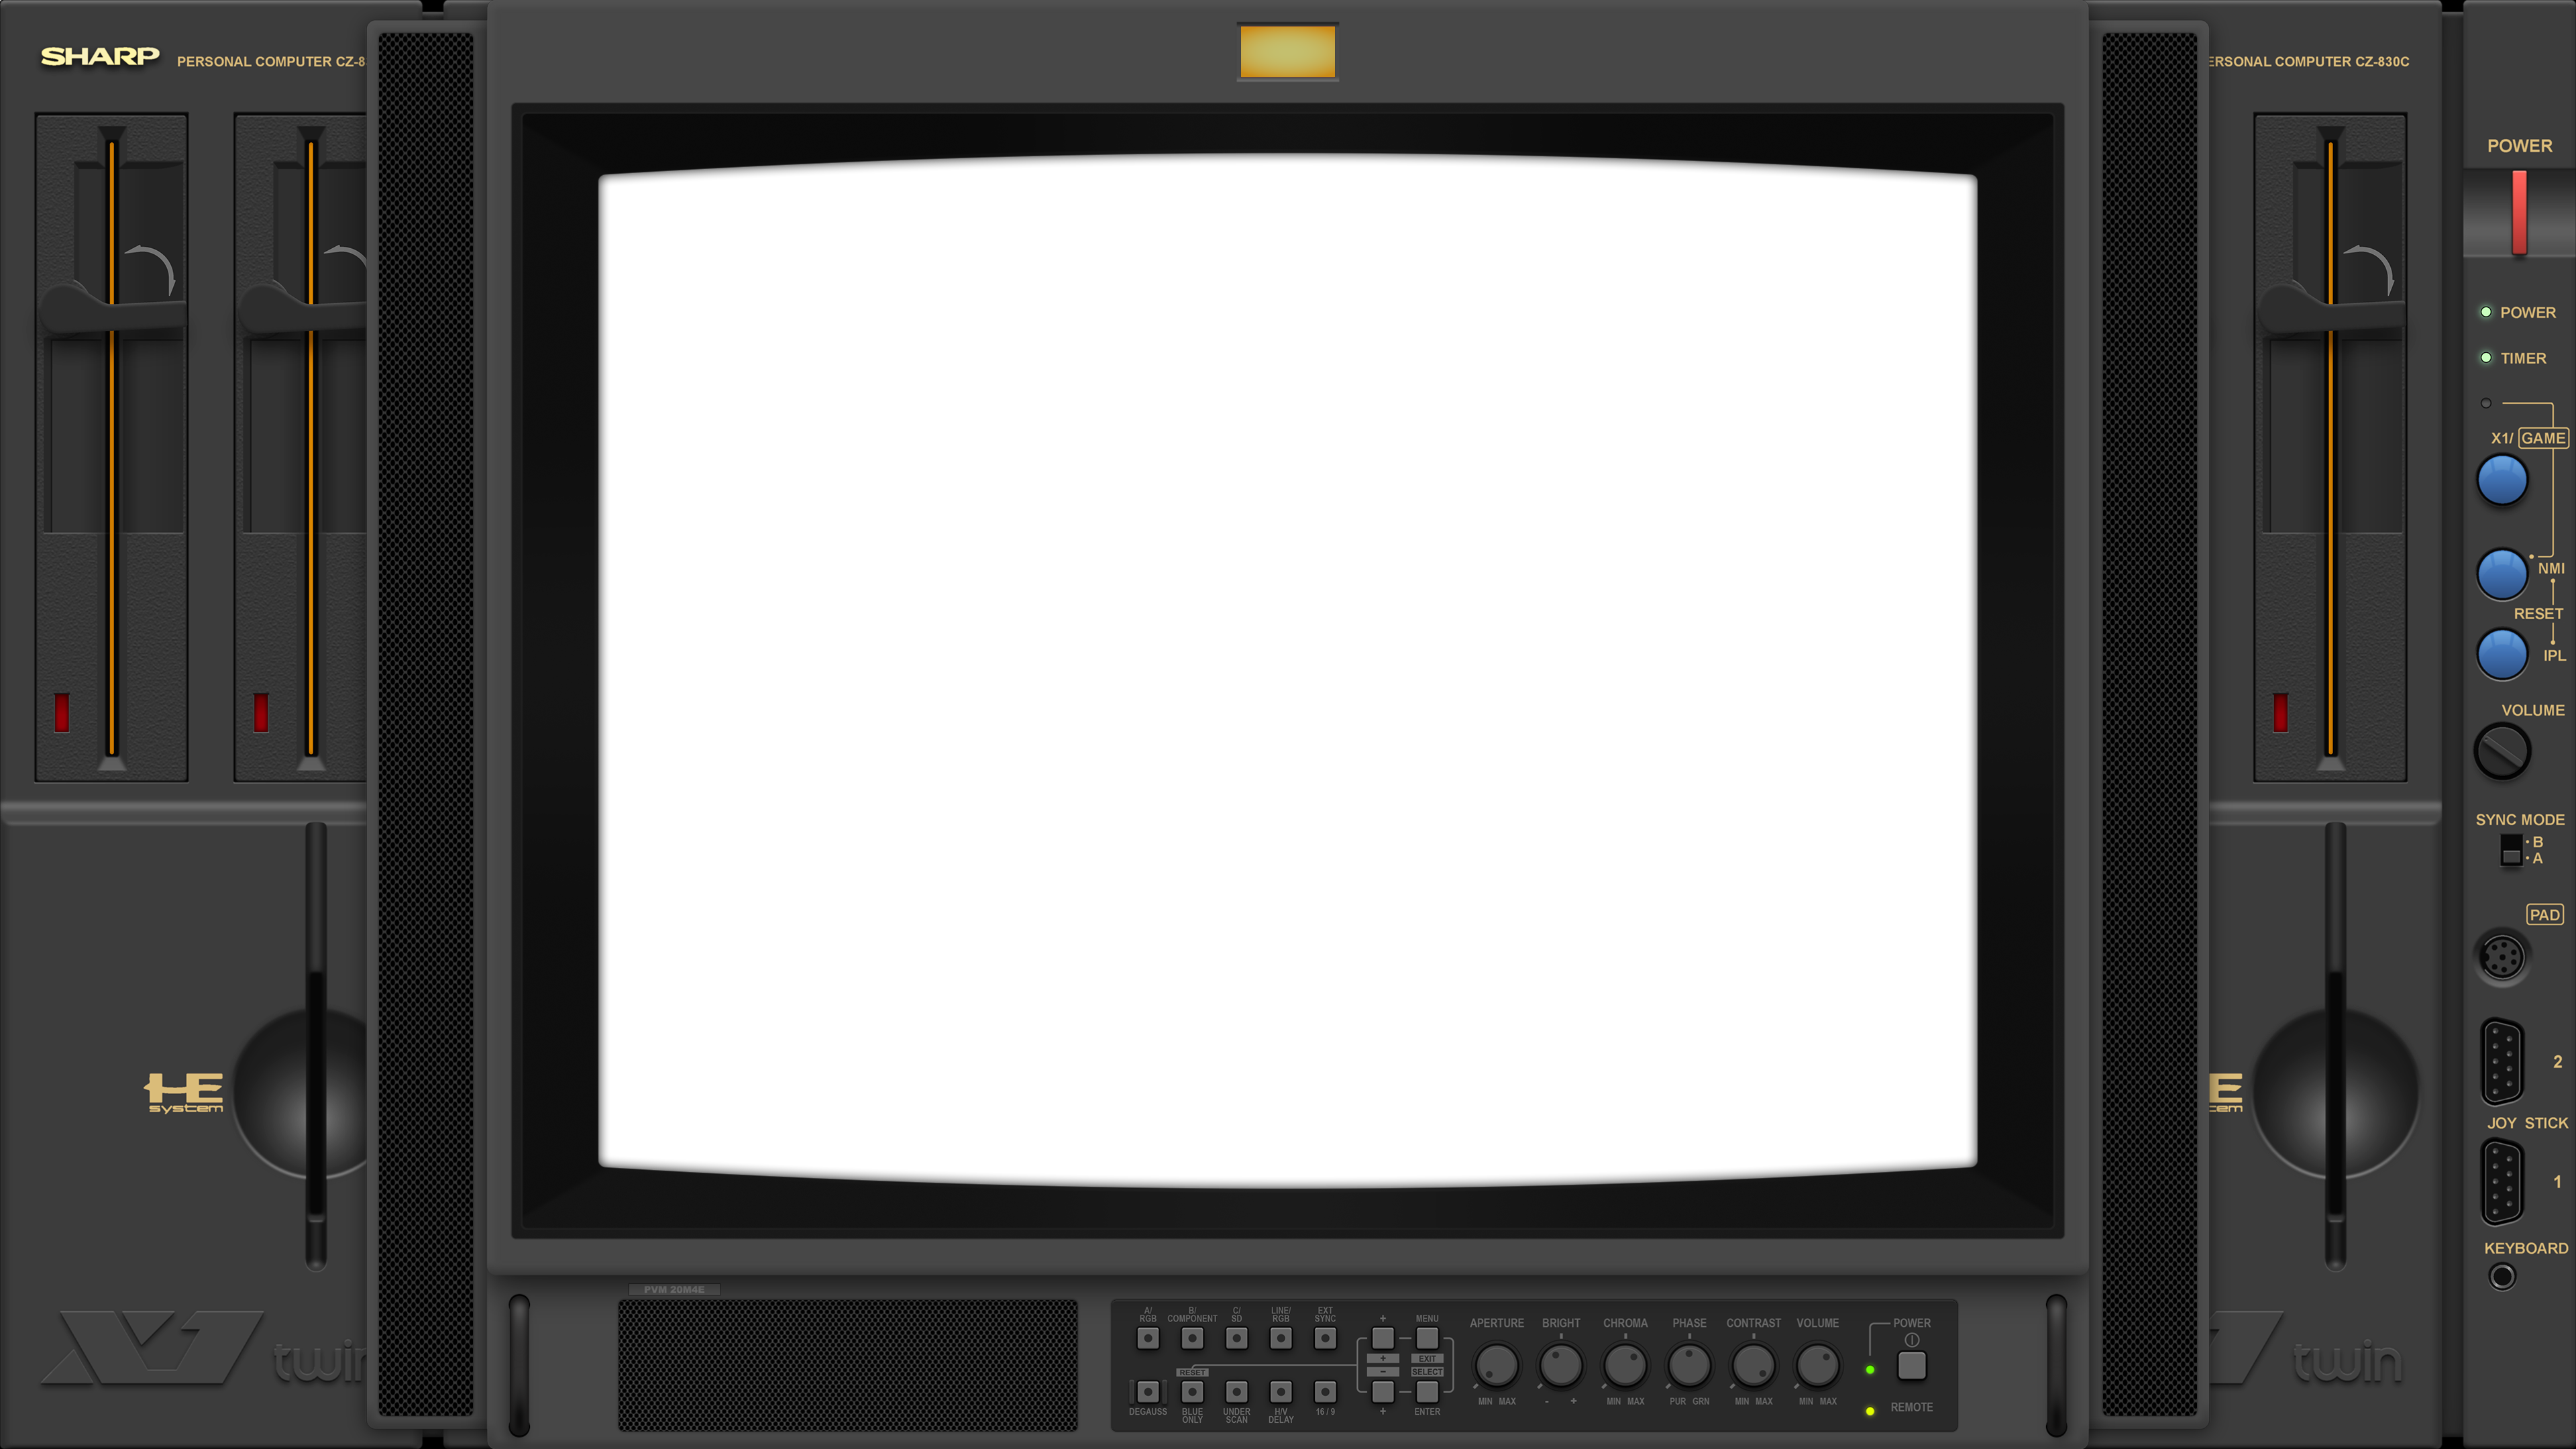 SHARP PERSONAL COMPUTER CZ-8
HE
system
X1 twin
PVM 20M4E
A/
RGB
B/
COMPONENT
C/
SD
LINE/
RGB
EXT
SYNC
+
MENU
+
EXIT
RESET
−
SELECT
DEGAUSS
BLUE
ONLY
UNDER
SCAN
H/V
DELAY
16 / 9
+
ENTER
APERTURE
MIN MAX
BRIGHT
- +
CHROMA
MIN MAX
PHASE
PUR GRN
CONTRAST
MIN MAX
VOLUME
MIN MAX
POWER
REMOTE
ERSONAL COMPUTER CZ-830C
E
tem
twin
POWER
POWER
TIMER
X1/ GAME
NMI
RESET
IPL
VOLUME
SYNC MODE
B
A
PAD
2
JOY STICK
1
KEYBOARD